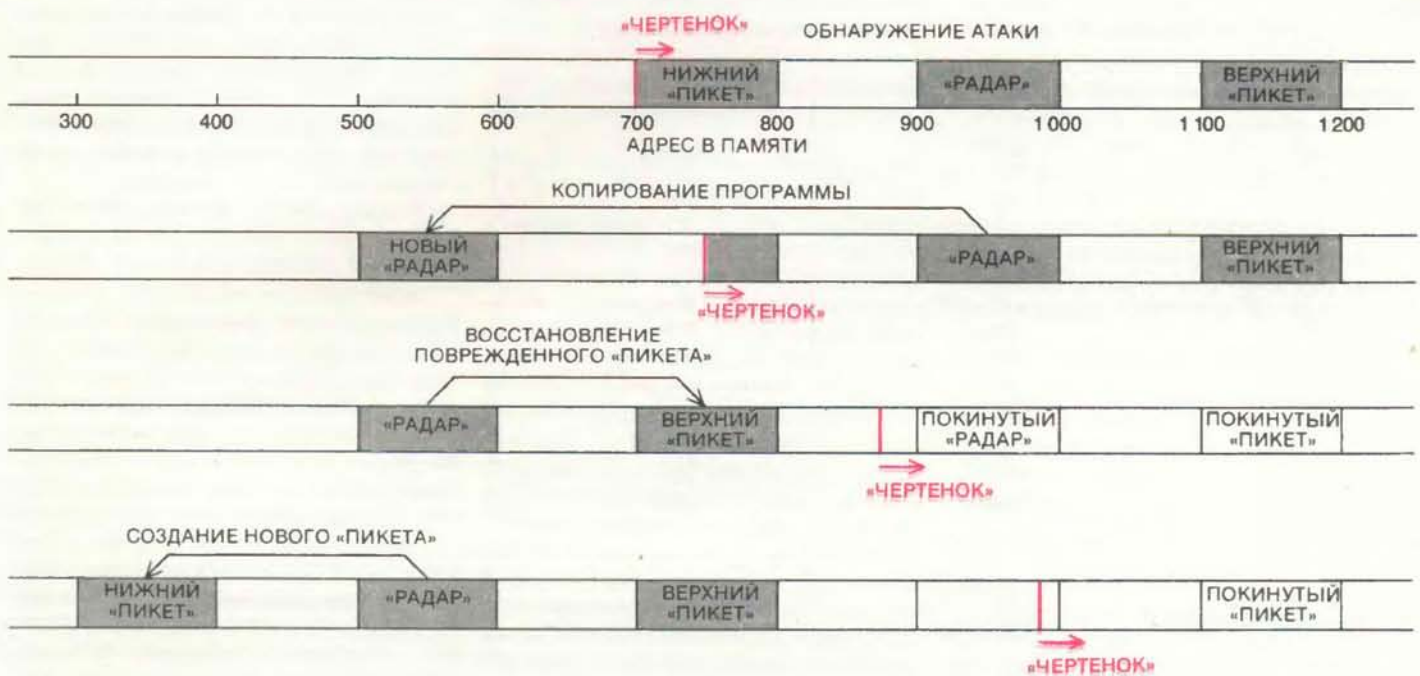 «ЧЕРТЕНОК» ОБНАРУЖЕНИЕ АТАКИ
НИЖНИЙ «ПИКЕТ»
«РАДАР»
ВЕРХНИЙ «ПИКЕТ»
300 400 500 600 700 800 900 1 000 1 100 1 200
АДРЕС В ПАМЯТИ
КОПИРОВАНИЕ ПРОГРАММЫ
НОВЫЙ «РАДАР»
«РАДАР»
ВЕРХНИЙ «ПИКЕТ»
«ЧЕРТЕНОК»
ВОССТАНОВЛЕНИЕ
ПОВРЕЖДЕННОГО «ПИКЕТА»
«РАДАР»
ВЕРХНИЙ «ПИКЕТ»
ПОКИНУТЫЙ «РАДАР»
ПОКИНУТЫЙ «ПИКЕТ»
«ЧЕРТЕНОК»
СОЗДАНИЕ НОВОГО «ПИКЕТА»
НИЖНИЙ «ПИКЕТ»
«РАДАР»
ВЕРХНИЙ «ПИКЕТ»
ПОКИНУТЫЙ «ПИКЕТ»
«ЧЕРТЕНОК»